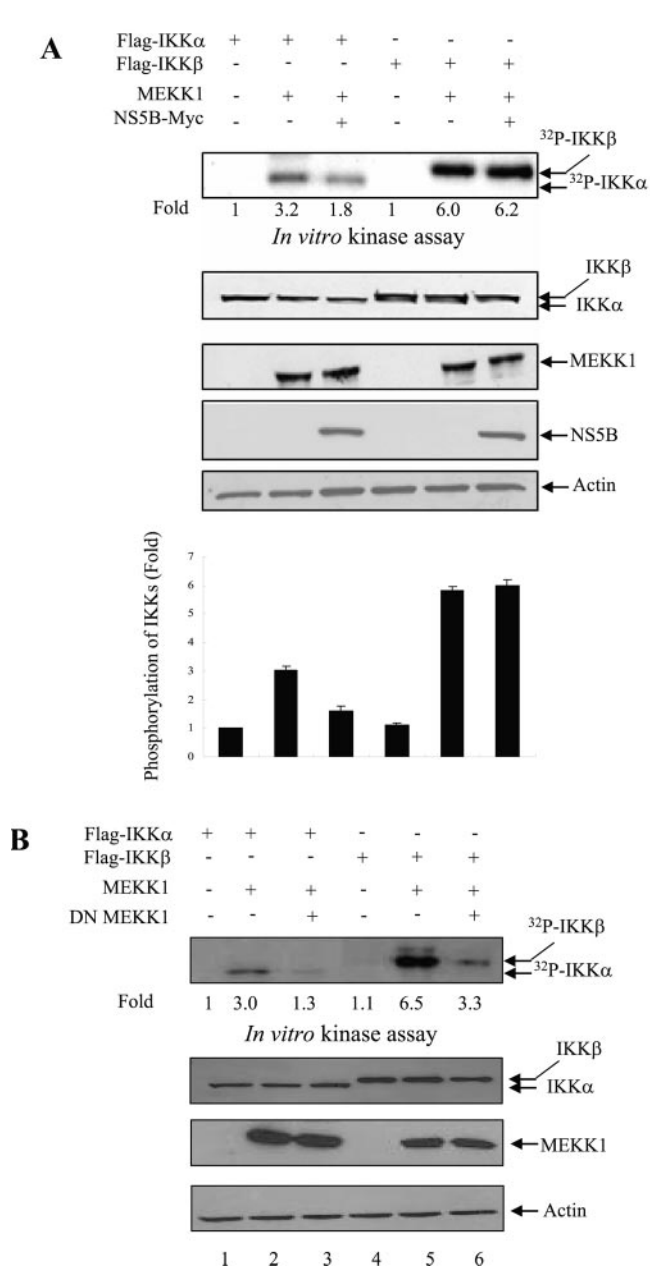 A
Flag-IKKα + + + - - -
Flag-IKKβ - - - + + +
MEKK1 - + + - + +
NS5B-Myc - - + - - +
³²P-IKKβ
³²P-IKKα
Fold 1 3.2 1.8 1 6.0 6.2
In vitro kinase assay
IKKβ
IKKα
MEKK1
NS5B
Actin
Phosphorylation of IKKs (Fold)
7
6
5
4
3
2
1
0
B
Flag-IKKα + + + - - -
Flag-IKKβ - - - + + +
MEKK1 - + + - + +
DN MEKK1 - - + - - +
³²P-IKKβ
³²P-IKKα
Fold 1 3.0 1.3 1.1 6.5 3.3
In vitro kinase assay
IKKβ
IKKα
MEKK1
Actin
1 2 3 4 5 6